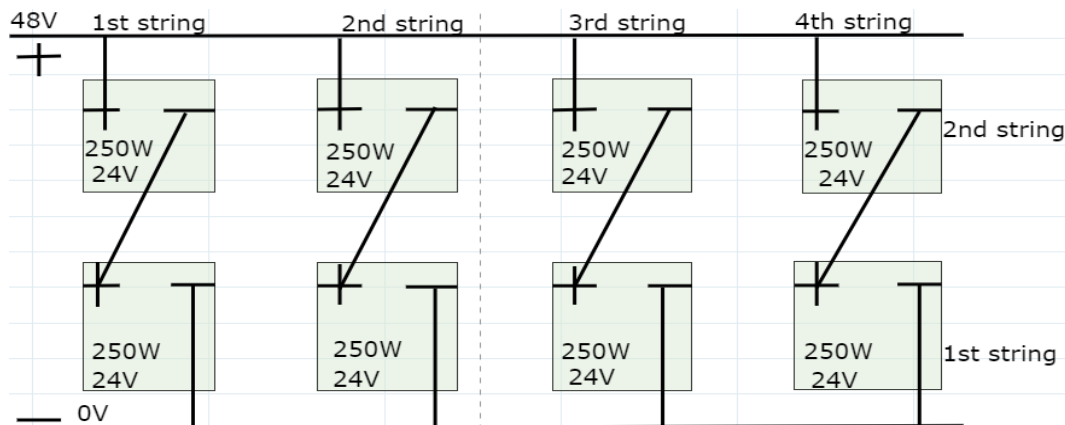 48V
1st string
2nd string
3rd string
4th string
250W
24V
250W
24V
250W
24V
250W
24V
2nd string
250W
24V
250W
24V
250W
24V
250W
24V
1st string
0V